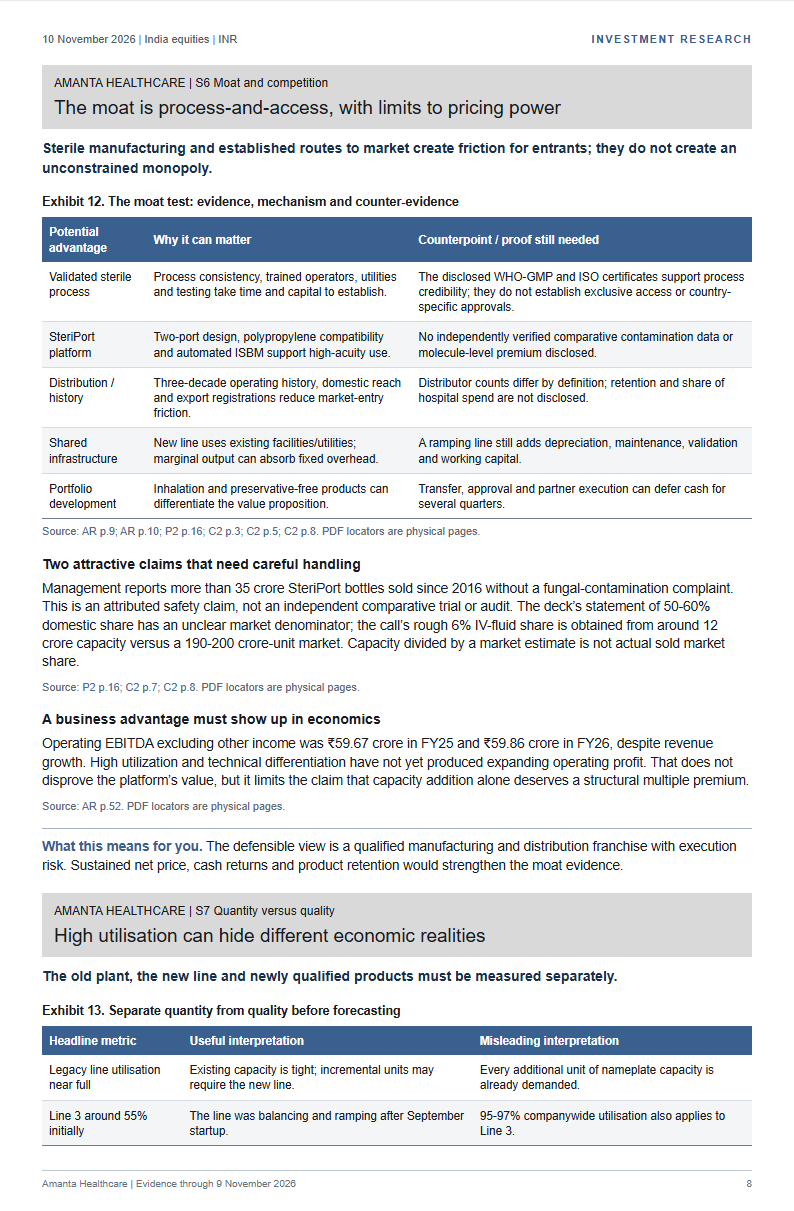 10 November 2026 | India equities | INR
INVESTMENT RESEARCH
AMANTA HEALTHCARE | S6 Moat and competition
The moat is process-and-access, with limits to pricing power
Sterile manufacturing and established routes to market create friction for entrants; they do not create an
unconstrained monopoly.
Exhibit 12. The moat test: evidence, mechanism and counter-evidence
Potential
advantage
Why it can matter
Counterpoint / proof still needed
Validated sterile
process
Process consistency, trained operators, utilities
and testing take time and capital to establish.
The disclosed WHO-GMP and ISO certificates support process
credibility; they do not establish exclusive access or country-
specific approvals.
SteriPort
platform
Two-port design, polypropylene compatibility
and automated ISBM support high-acuity use.
No independently verified comparative contamination data or
molecule-level premium disclosed.
Distribution /
history
Three-decade operating history, domestic reach
and export registrations reduce market-entry
friction.
Distributor counts differ by definition; retention and share of
hospital spend are not disclosed.
Shared
infrastructure
New line uses existing facilities/utilities;
marginal output can absorb fixed overhead.
A ramping line still adds depreciation, maintenance, validation
and working capital.
Portfolio
development
Inhalation and preservative-free products can
differentiate the value proposition.
Transfer, approval and partner execution can defer cash for
several quarters.
Source: AR p.9; AR p.10; P2 p.16; C2 p.3; C2 p.5; C2 p.8. PDF locators are physical pages.
Two attractive claims that need careful handling
Management reports more than 35 crore SteriPort bottles sold since 2016 without a fungal-contamination complaint.
This is an attributed safety claim, not an independent comparative trial or audit. The deck's statement of 50-60%
domestic share has an unclear market denominator; the call's rough 6% IV-fluid share is obtained from around 12
crore capacity versus a 190-200 crore-unit market. Capacity divided by a market estimate is not actual sold market
share.
Source: P2 p.16; C2 p.7; C2 p.8. PDF locators are physical pages.
A business advantage must show up in economics
Operating EBITDA excluding other income was ₹59.67 crore in FY25 and ₹59.86 crore in FY26, despite revenue
growth. High utilization and technical differentiation have not yet produced expanding operating profit. That does not
disprove the platform's value, but it limits the claim that capacity addition alone deserves a structural multiple premium.
Source: AR p.52. PDF locators are physical pages.
What this means for you. The defensible view is a qualified manufacturing and distribution franchise with execution
risk. Sustained net price, cash returns and product retention would strengthen the moat evidence.
AMANTA HEALTHCARE | S7 Quantity versus quality
High utilisation can hide different economic realities
The old plant, the new line and newly qualified products must be measured separately.
Exhibit 13. Separate quantity from quality before forecasting
Headline metric
Useful interpretation
Misleading interpretation
Legacy line utilisation
near full
Existing capacity is tight; incremental units may
require the new line.
Every additional unit of nameplate capacity is
already demanded.
Line 3 around 55%
initially
The line was balancing and ramping after September
startup.
95-97% companywide utilisation also applies to
Line 3.
Amanta Healthcare | Evidence through 9 November 2026
8